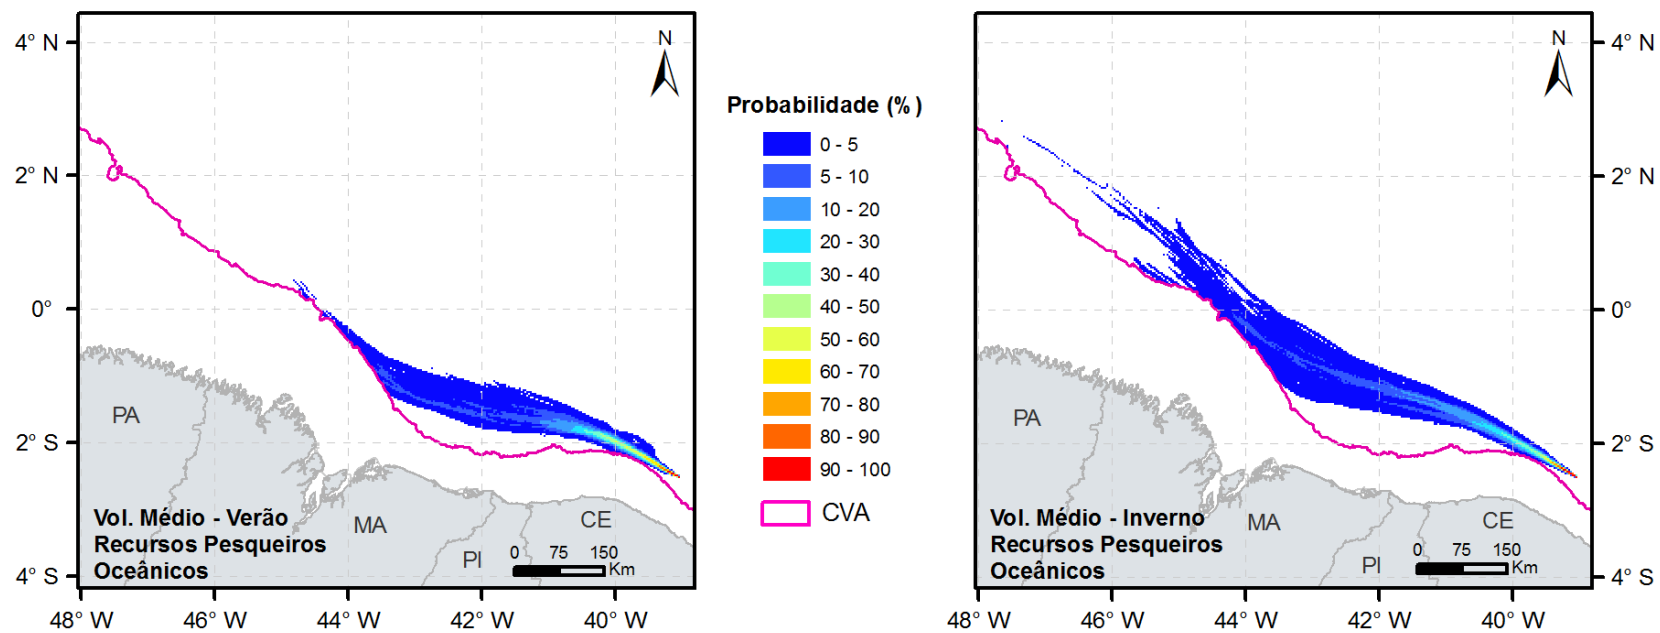 4° N
2° N
0°
2° S
4° S
48° W
46° W
44° W
42° W
40° W
N
PA
MA
PI
CE
Vol. Médio - Verão
Recursos Pesqueiros
Oceânicos
0 75 150
Km
Probabilidade (%)
0 - 5
5 - 10
10 - 20
20 - 30
30 - 40
40 - 50
50 - 60
60 - 70
70 - 80
80 - 90
90 - 100
CVA
N
PA
MA
PI
CE
Vol. Médio - Inverno
Recursos Pesqueiros
Oceânicos
0 75 150
Km
4° N
2° N
0°
2° S
4° S
48° W
46° W
44° W
42° W
40° W